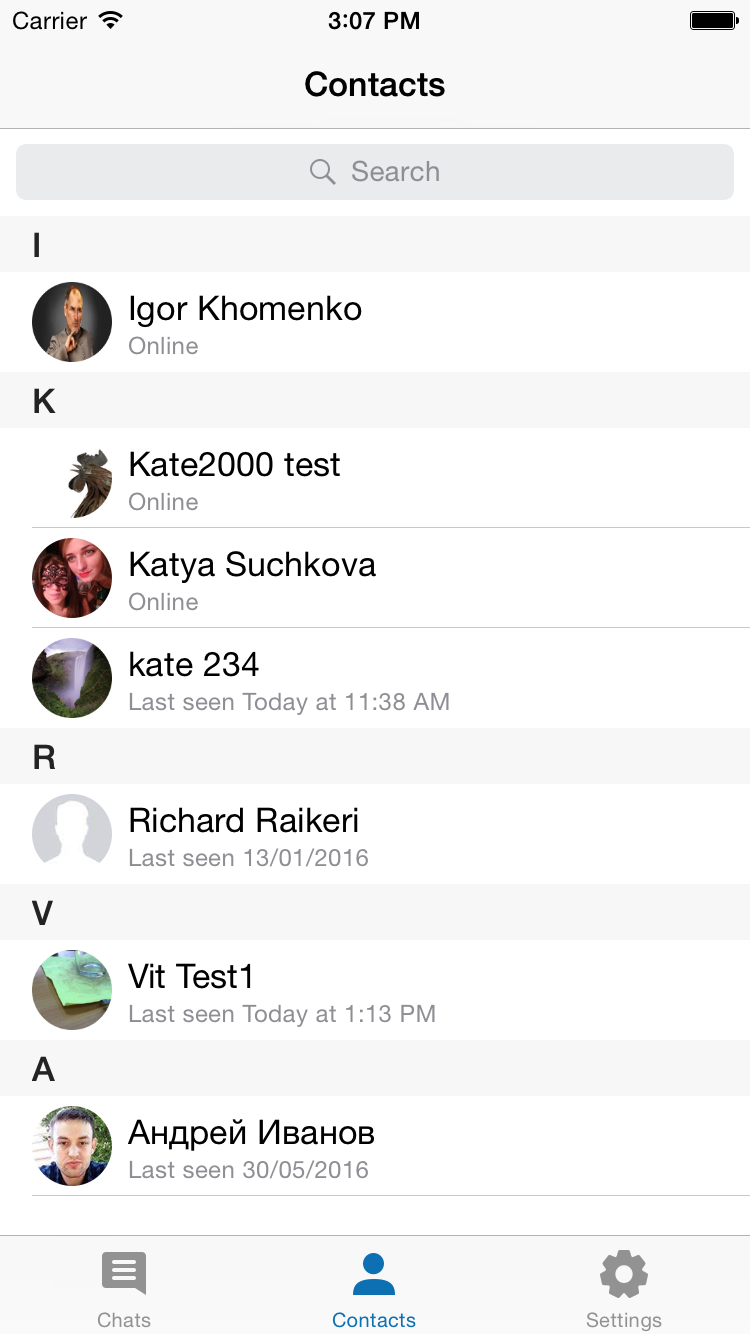 Carrier 3:07 PM
Contacts
Search
I
Igor Khomenko
Online
K
Kate2000 test
Online
Katya Suchkova
Online
kate 234
Last seen Today at 11:38 AM
R
Richard Raikeri
Last seen 13/01/2016
V
Vit Test1
Last seen Today at 1:13 PM
А
Андрей Иванов
Last seen 30/05/2016
Chats Contacts Settings